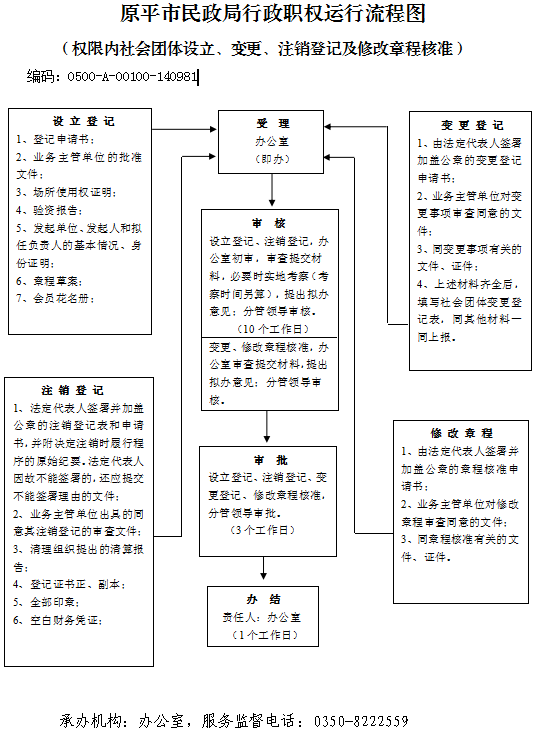 原平市民政局行政职权运行流程图
（权限内社会团体设立、变更、注销登记及修改章程核准）
编码：0500-A-00100-140981
设 立 登 记
1、登记申请书；
2、业务主管单位的批准
文件；
3、场所使用权证明；
4、验资报告；
5、发起单位、发起人和拟
任负责人的基本情况、身
份证明；
6、章程草案；
7、会员花名册；
受 理
办公室
（即办）
变 更 登 记
1、由法定代表人签署
加盖公章的变更登记
申请书；
2、业务主管单位对变
更事项审查同意的文
件；
3、同变更事项有关的
文件、证件；
4、上述材料齐全后，
填写社会团体变更登
记表，同其他材料一
同上报。
审 核
设立登记、注销登记，办
公室初审，审查提交材
料，必要时实地考察（考
察时间另算），提出拟办
意见；分管领导审核。
（10 个工作日）
变更、修改章程核准，办
公室审查提交材料，提出
拟办意见；分管领导审
核。
注 销 登 记
1、法定代表人签署并加盖
公章的注销登记表和申请
书，并附决定注销时履行程
序的原始纪要。法定代表人
因故不能签署的，还应提交
不能签署理由的文件；
2、业务主管单位出具的同
意其注销登记的审查文件；
3、清理组织提出的清算报
告；
4、登记证书正、副本；
5、全部印章；
6、空白财务凭证；
审 批
设立登记、注销登记、变
更登记、修改章程核准，
分管领导审批。
（3 个工作日）
修 改 章 程
1、由法定代表人签署并
加盖公章的章程核准申
请书；
2、业务主管单位对修改
章程审查同意的文件；
3、同章程核准有关的文
件、证件。
办 结
责任人：办公室
（1 个工作日）
承办机构：办公室，服务监督电话：0350-8222559